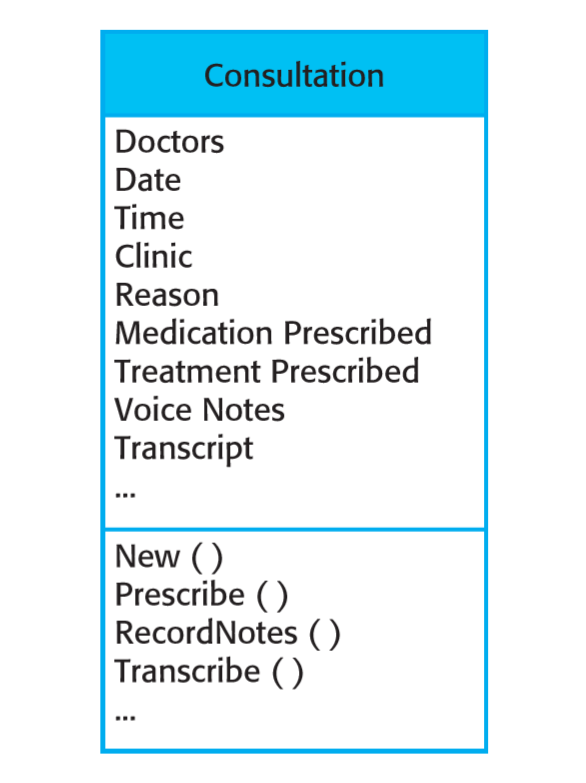 Consultation
Doctors
Date
Time
Clinic
Reason
Medication Prescribed
Treatment Prescribed
Voice Notes
Transcript
...
New ( )
Prescribe ( )
RecordNotes ( )
Transcribe ( )
...